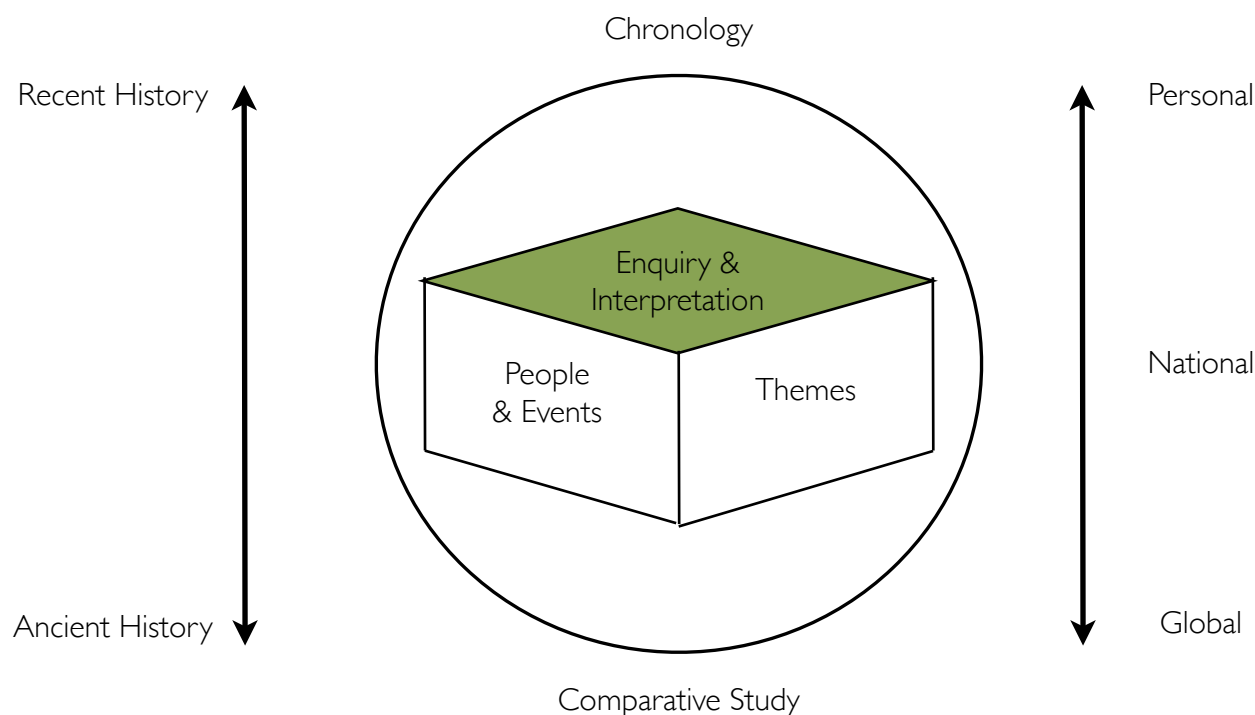 Chronology
Recent History
Personal
Enquiry &
Interpretation
People
& Events
Themes
National
Ancient History
Global
Comparative Study